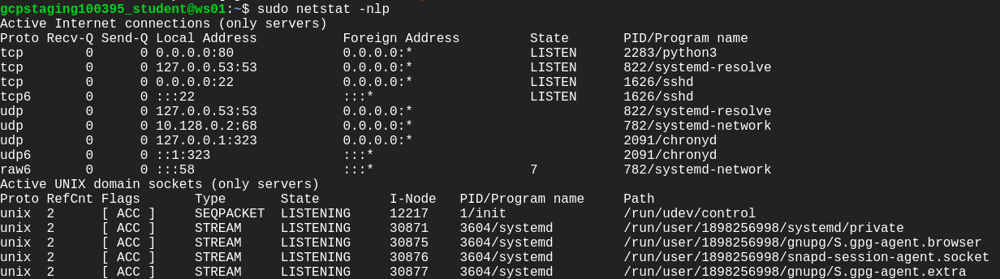 gcpstaging100395_student@ws01:~$ sudo netstat -nlp
Active Internet connections (only servers)
Proto Recv-Q Send-Q Local Address           Foreign Address         State       PID/Program name
tcp        0      0 0.0.0.0:80              0.0.0.0:*               LISTEN      2283/python3
tcp        0      0 127.0.0.53:53           0.0.0.0:*               LISTEN      822/systemd-resolve
tcp        0      0 0.0.0.0:22              0.0.0.0:*               LISTEN      1626/sshd
tcp6       0      0 :::22                   :::*                    LISTEN      1626/sshd
udp        0      0 127.0.0.53:53           0.0.0.0:*                           822/systemd-resolve
udp        0      0 10.128.0.2:68           0.0.0.0:*                           782/systemd-network
udp        0      0 127.0.0.1:323           0.0.0.0:*                           2091/chronyd
udp6       0      0 ::1:323                 :::*                                2091/chronyd
raw6       0      0 :::58                   :::*                    7           782/systemd-network
Active UNIX domain sockets (only servers)
Proto RefCnt Flags       Type       State         I-Node   PID/Program name     Path
unix  2      [ ACC ]     SEQPACKET  LISTENING     12217    1/init               /run/udev/control
unix  2      [ ACC ]     STREAM     LISTENING     30871    3604/systemd         /run/user/1898256998/systemd/private
unix  2      [ ACC ]     STREAM     LISTENING     30875    3604/systemd         /run/user/1898256998/gnupg/S.gpg-agent.browser
unix  2      [ ACC ]     STREAM     LISTENING     30876    3604/systemd         /run/user/1898256998/snapd-session-agent.socket
unix  2      [ ACC ]     STREAM     LISTENING     30877    3604/systemd         /run/user/1898256998/gnupg/S.gpg-agent.extra